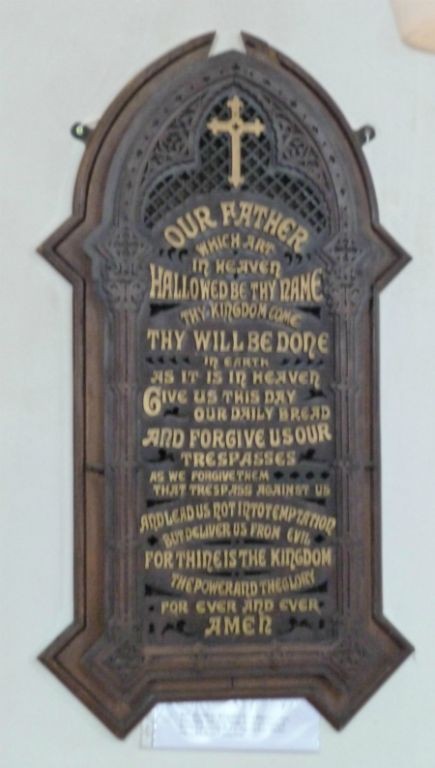 OUR FATHER
WHICH ART
IN HEAVEN
HALLOWED BE THY NAME
THY KINGDOM COME
THY WILL BE DONE
IN EARTH
AS IT IS IN HEAVEN
GIVE US THIS DAY
OUR DAILY BREAD
AND FORGIVE US OUR
TRESPASSES
AS WE FORGIVE THEM
THAT TRESPASS AGAINST US
AND LEAD US NOT INTO TEMPTATION
BUT DELIVER US FROM EVIL
FOR THINE IS THE KINGDOM
THE POWER AND THE GLORY
FOR EVER AND EVER
AMEN